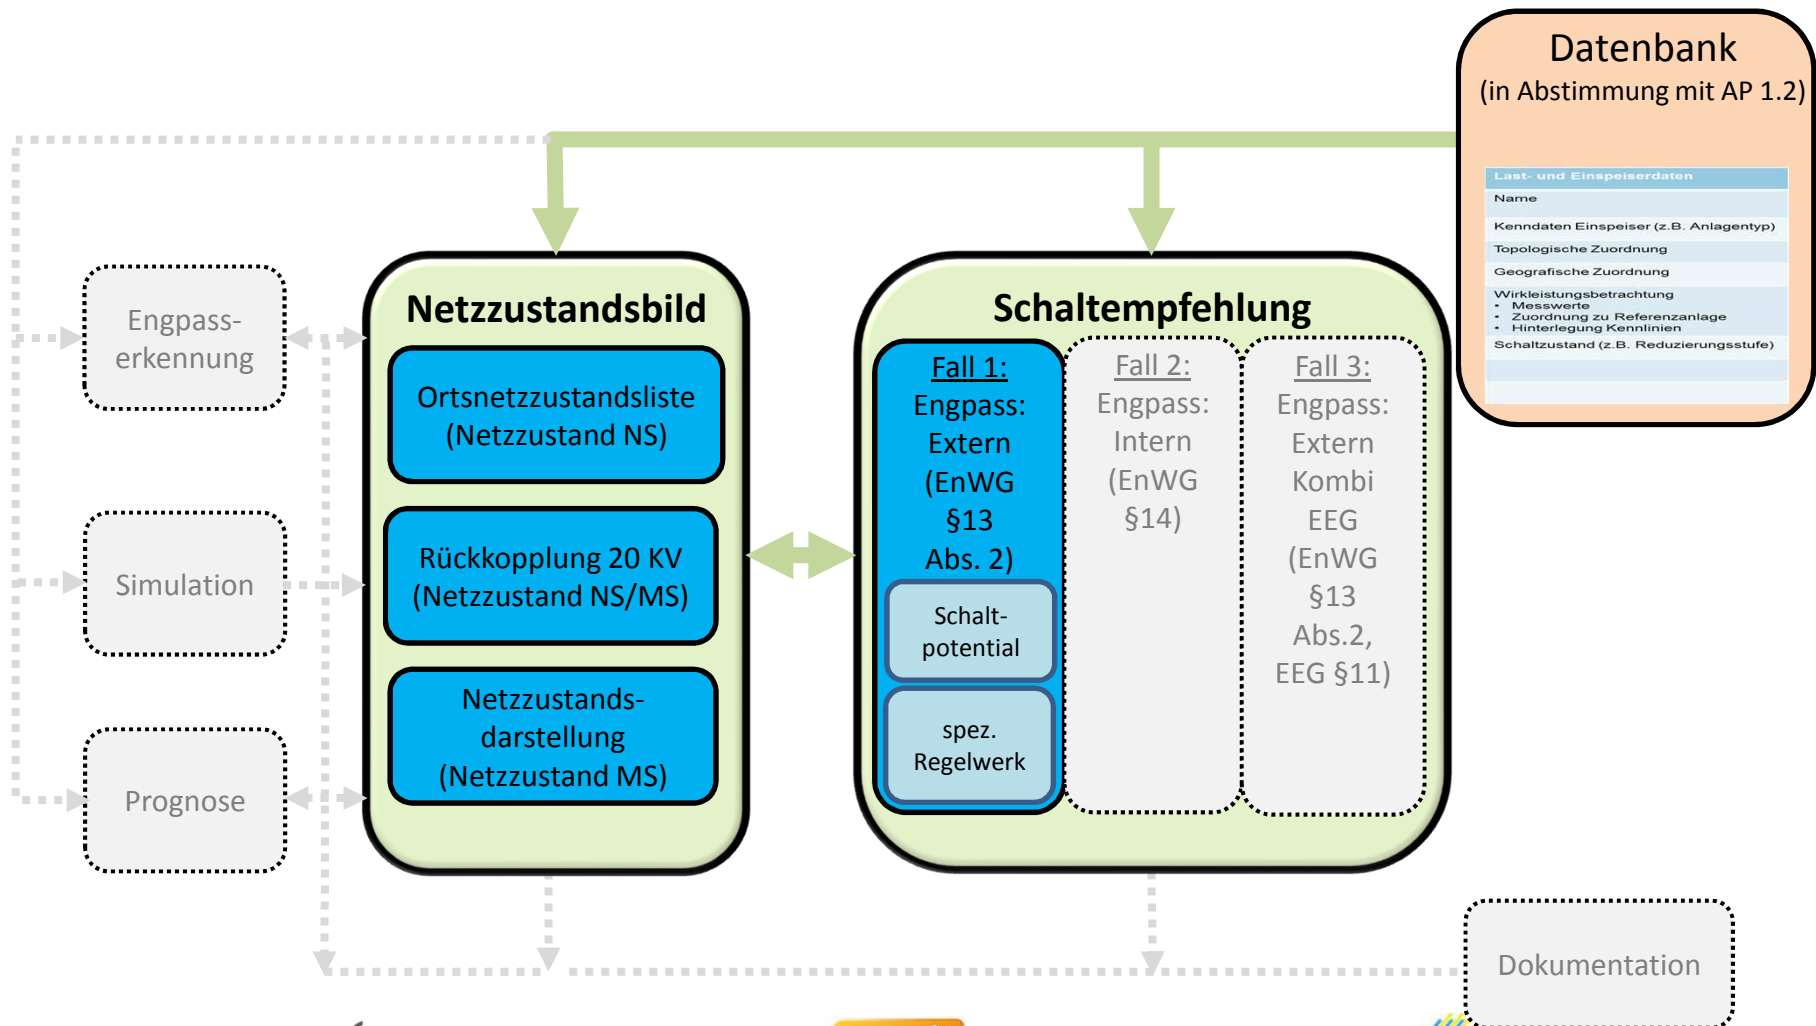 Datenbank
(in Abstimmung mit AP 1.2)
Last- und Einspeiserdaten
Name
Kenndaten Einspeiser (z.B. Anlagentyp)
Topologische Zuordnung
Geografische Zuordnung
Wirkleistungsbetrachtung
• Messwerte
• Zuordnung zu Referenzanlage
• Hinterlegung Kennlinien
Schaltzustand (z.B. Reduzierungsstufe)
Engpass-
erkennung
Simulation
Prognose
Netzzustandsbild
Ortsnetzzustandsliste
(Netzzustand NS)
Rückkopplung 20 KV
(Netzzustand NS/MS)
Netzzustands-
darstellung
(Netzzustand MS)
Schaltempfehlung
Fall 1:
Engpass:
Extern
(EnWG
§13
Abs. 2)
Schalt-
potential
spez.
Regelwerk
Fall 2:
Engpass:
Intern
(EnWG
§14)
Fall 3:
Engpass:
Extern
Kombi
EEG
(EnWG
§13
Abs.2,
EEG §11)
Dokumentation